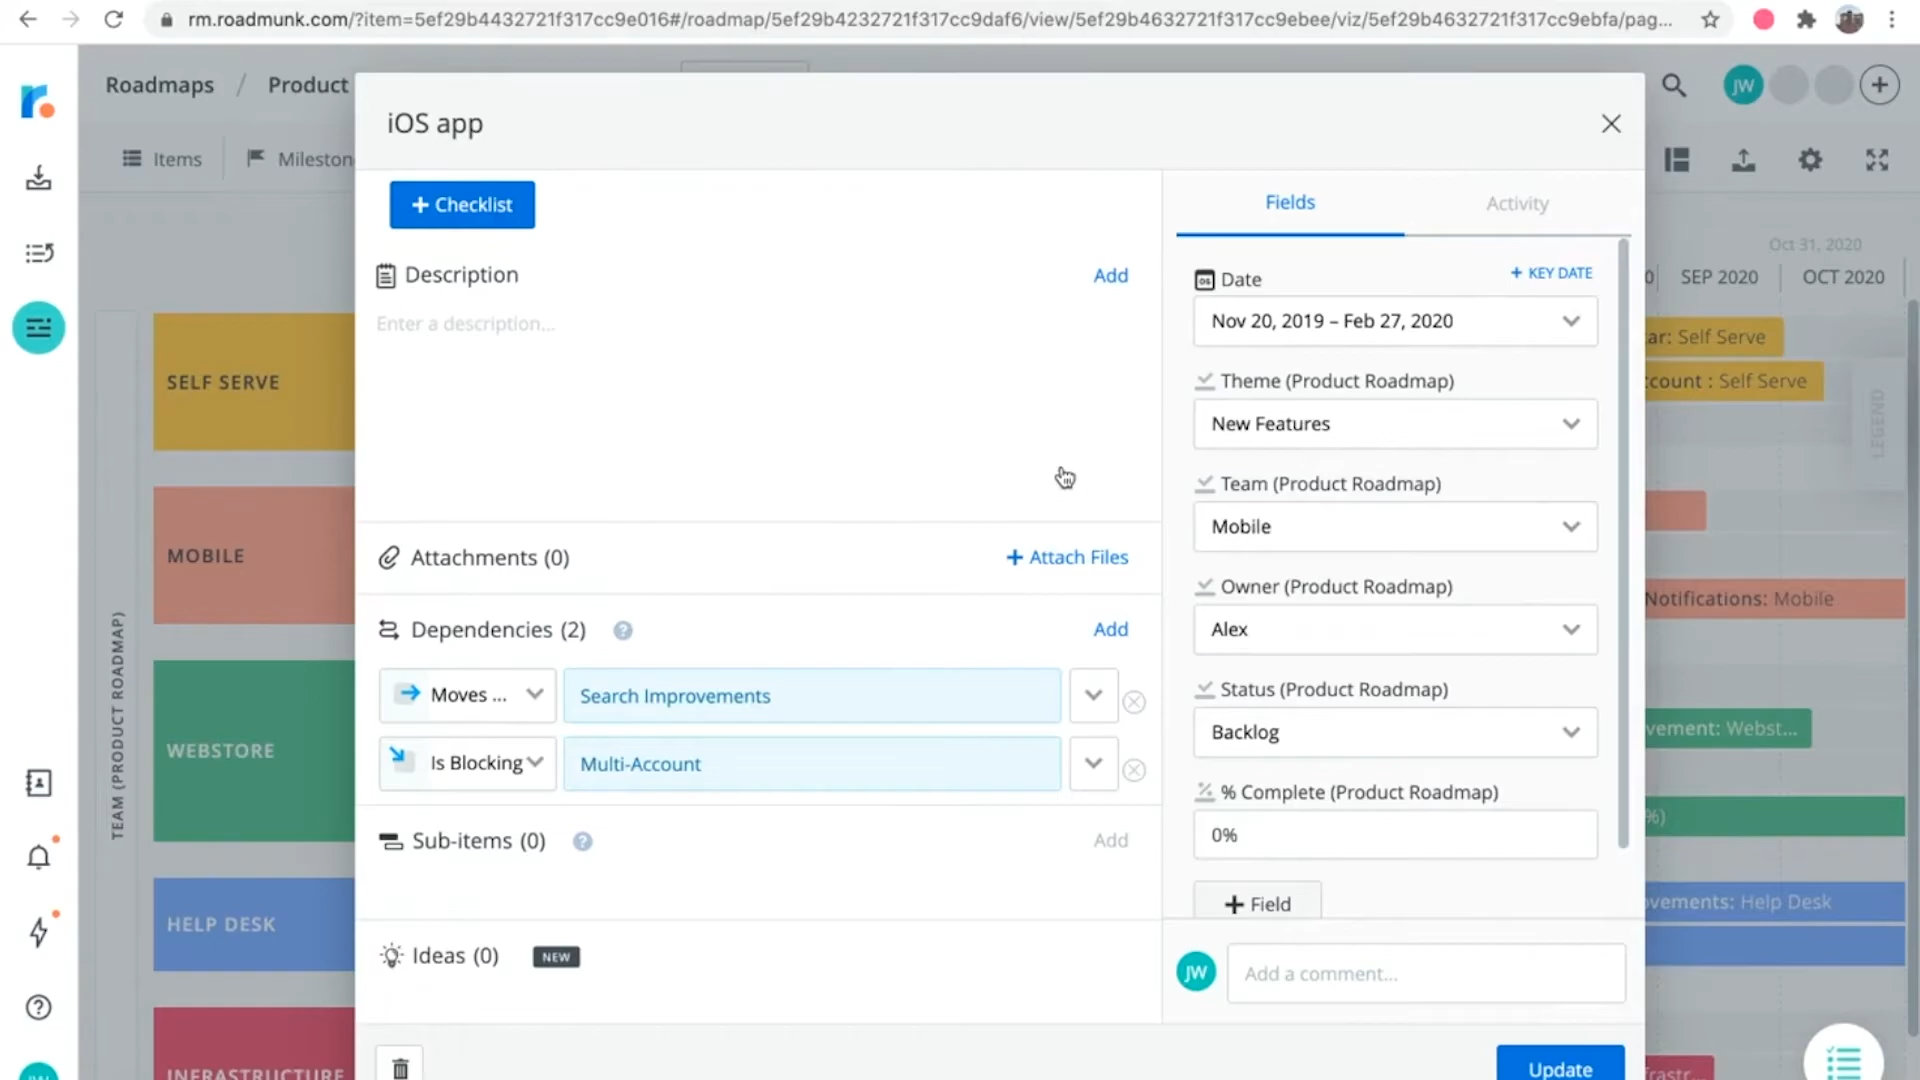 rm.roadmunk.com/?item=5ef29b4432721f317cc9e016#/roadmap/5ef29b4232721f317cc9daf6/view/5ef29b4632721f317cc9ebee/viz/5ef29b4632721f317cc9ebfa/pag...
Roadmaps / Product
JW
iOS app
Items
Mileston
+ Checklist
Fields
Activity
Oct 31, 2020
Description
Add
Date
+ KEY DATE
0
SEP 2020
OCT 2020
Enter a description...
Nov 20, 2019 – Feb 27, 2020
ar: Self Serve
SELF SERVE
Theme (Product Roadmap)
count : Self Serve
New Features
LEGEND
Team (Product Roadmap)
Mobile
MOBILE
Attachments (0)
+ Attach Files
Owner (Product Roadmap)
Notifications: Mobile
Dependencies (2)
?
Add
Alex
TEAM (PRODUCT ROADMAP)
Moves ...
Search Improvements
Status (Product Roadmap)
Backlog
vement: Webst...
WEBSTORE
Is Blocking
Multi-Account
% Complete (Product Roadmap)
%)
0%
Sub-items (0)
?
Add
+ Field
ovements: Help Desk
HELP DESK
Ideas (0)
NEW
JW
Add a comment...
INFRASTRUCTURE
Update
frastr...
JW